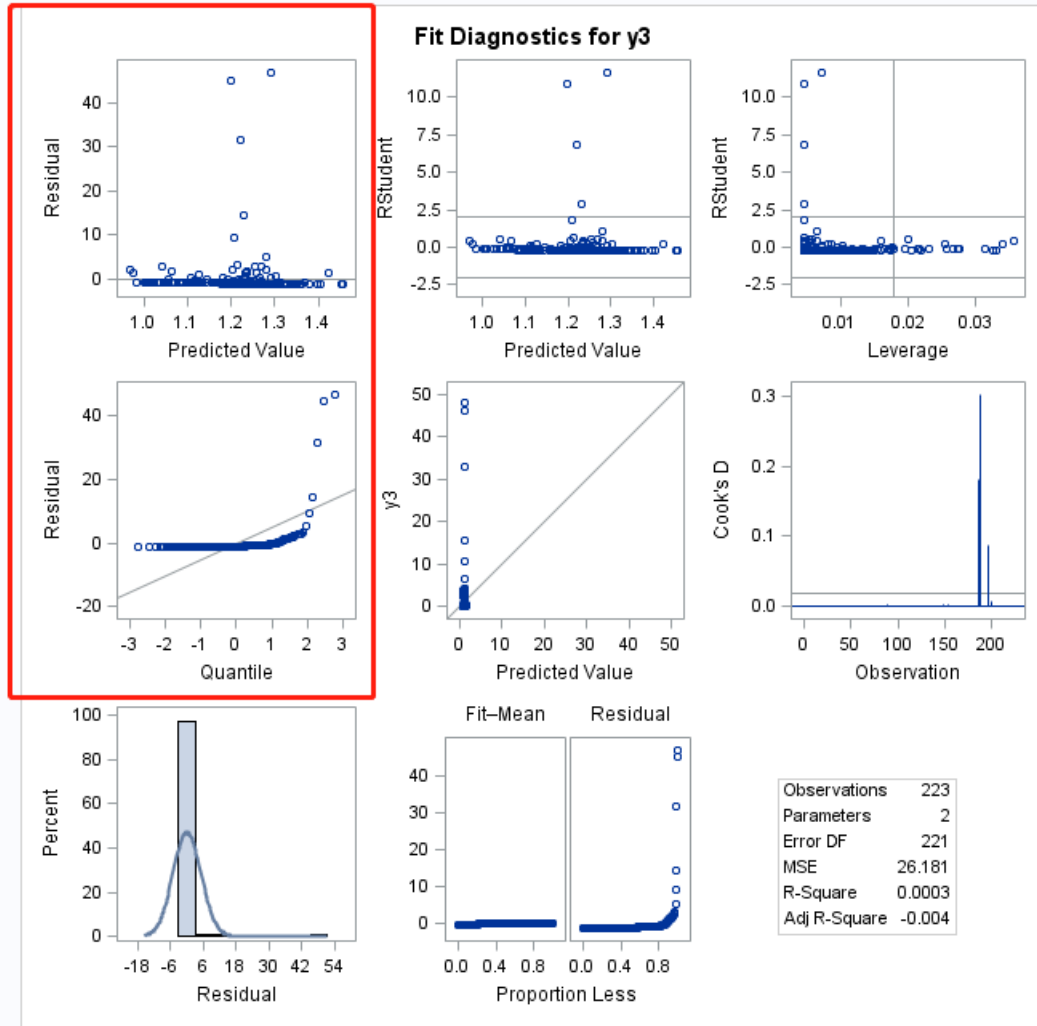 Fit Diagnostics for y3
Residual
40
30
20
10
0
1.0 1.1 1.2 1.3 1.4
Predicted Value
RStudent
10.0
7.5
5.0
2.5
0.0
-2.5
1.0 1.1 1.2 1.3 1.4
Predicted Value
RStudent
10.0
7.5
5.0
2.5
0.0
-2.5
0.01 0.02 0.03
Leverage
Residual
40
20
0
-20
-3 -2 -1 0 1 2 3
Quantile
y3
50
40
30
20
10
0
0 10 20 30 40 50
Predicted Value
Cook's D
0.3
0.2
0.1
0.0
0 50 100 150 200
Observation
Percent
100
80
60
40
20
0
-18 -6 6 18 30 42 54
Residual
Fit–Mean Residual
40
30
20
10
0
0.0 0.4 0.8 0.0 0.4 0.8
Proportion Less
Observations 223
Parameters 2
Error DF 221
MSE 26.181
R-Square 0.0003
Adj R-Square -0.004